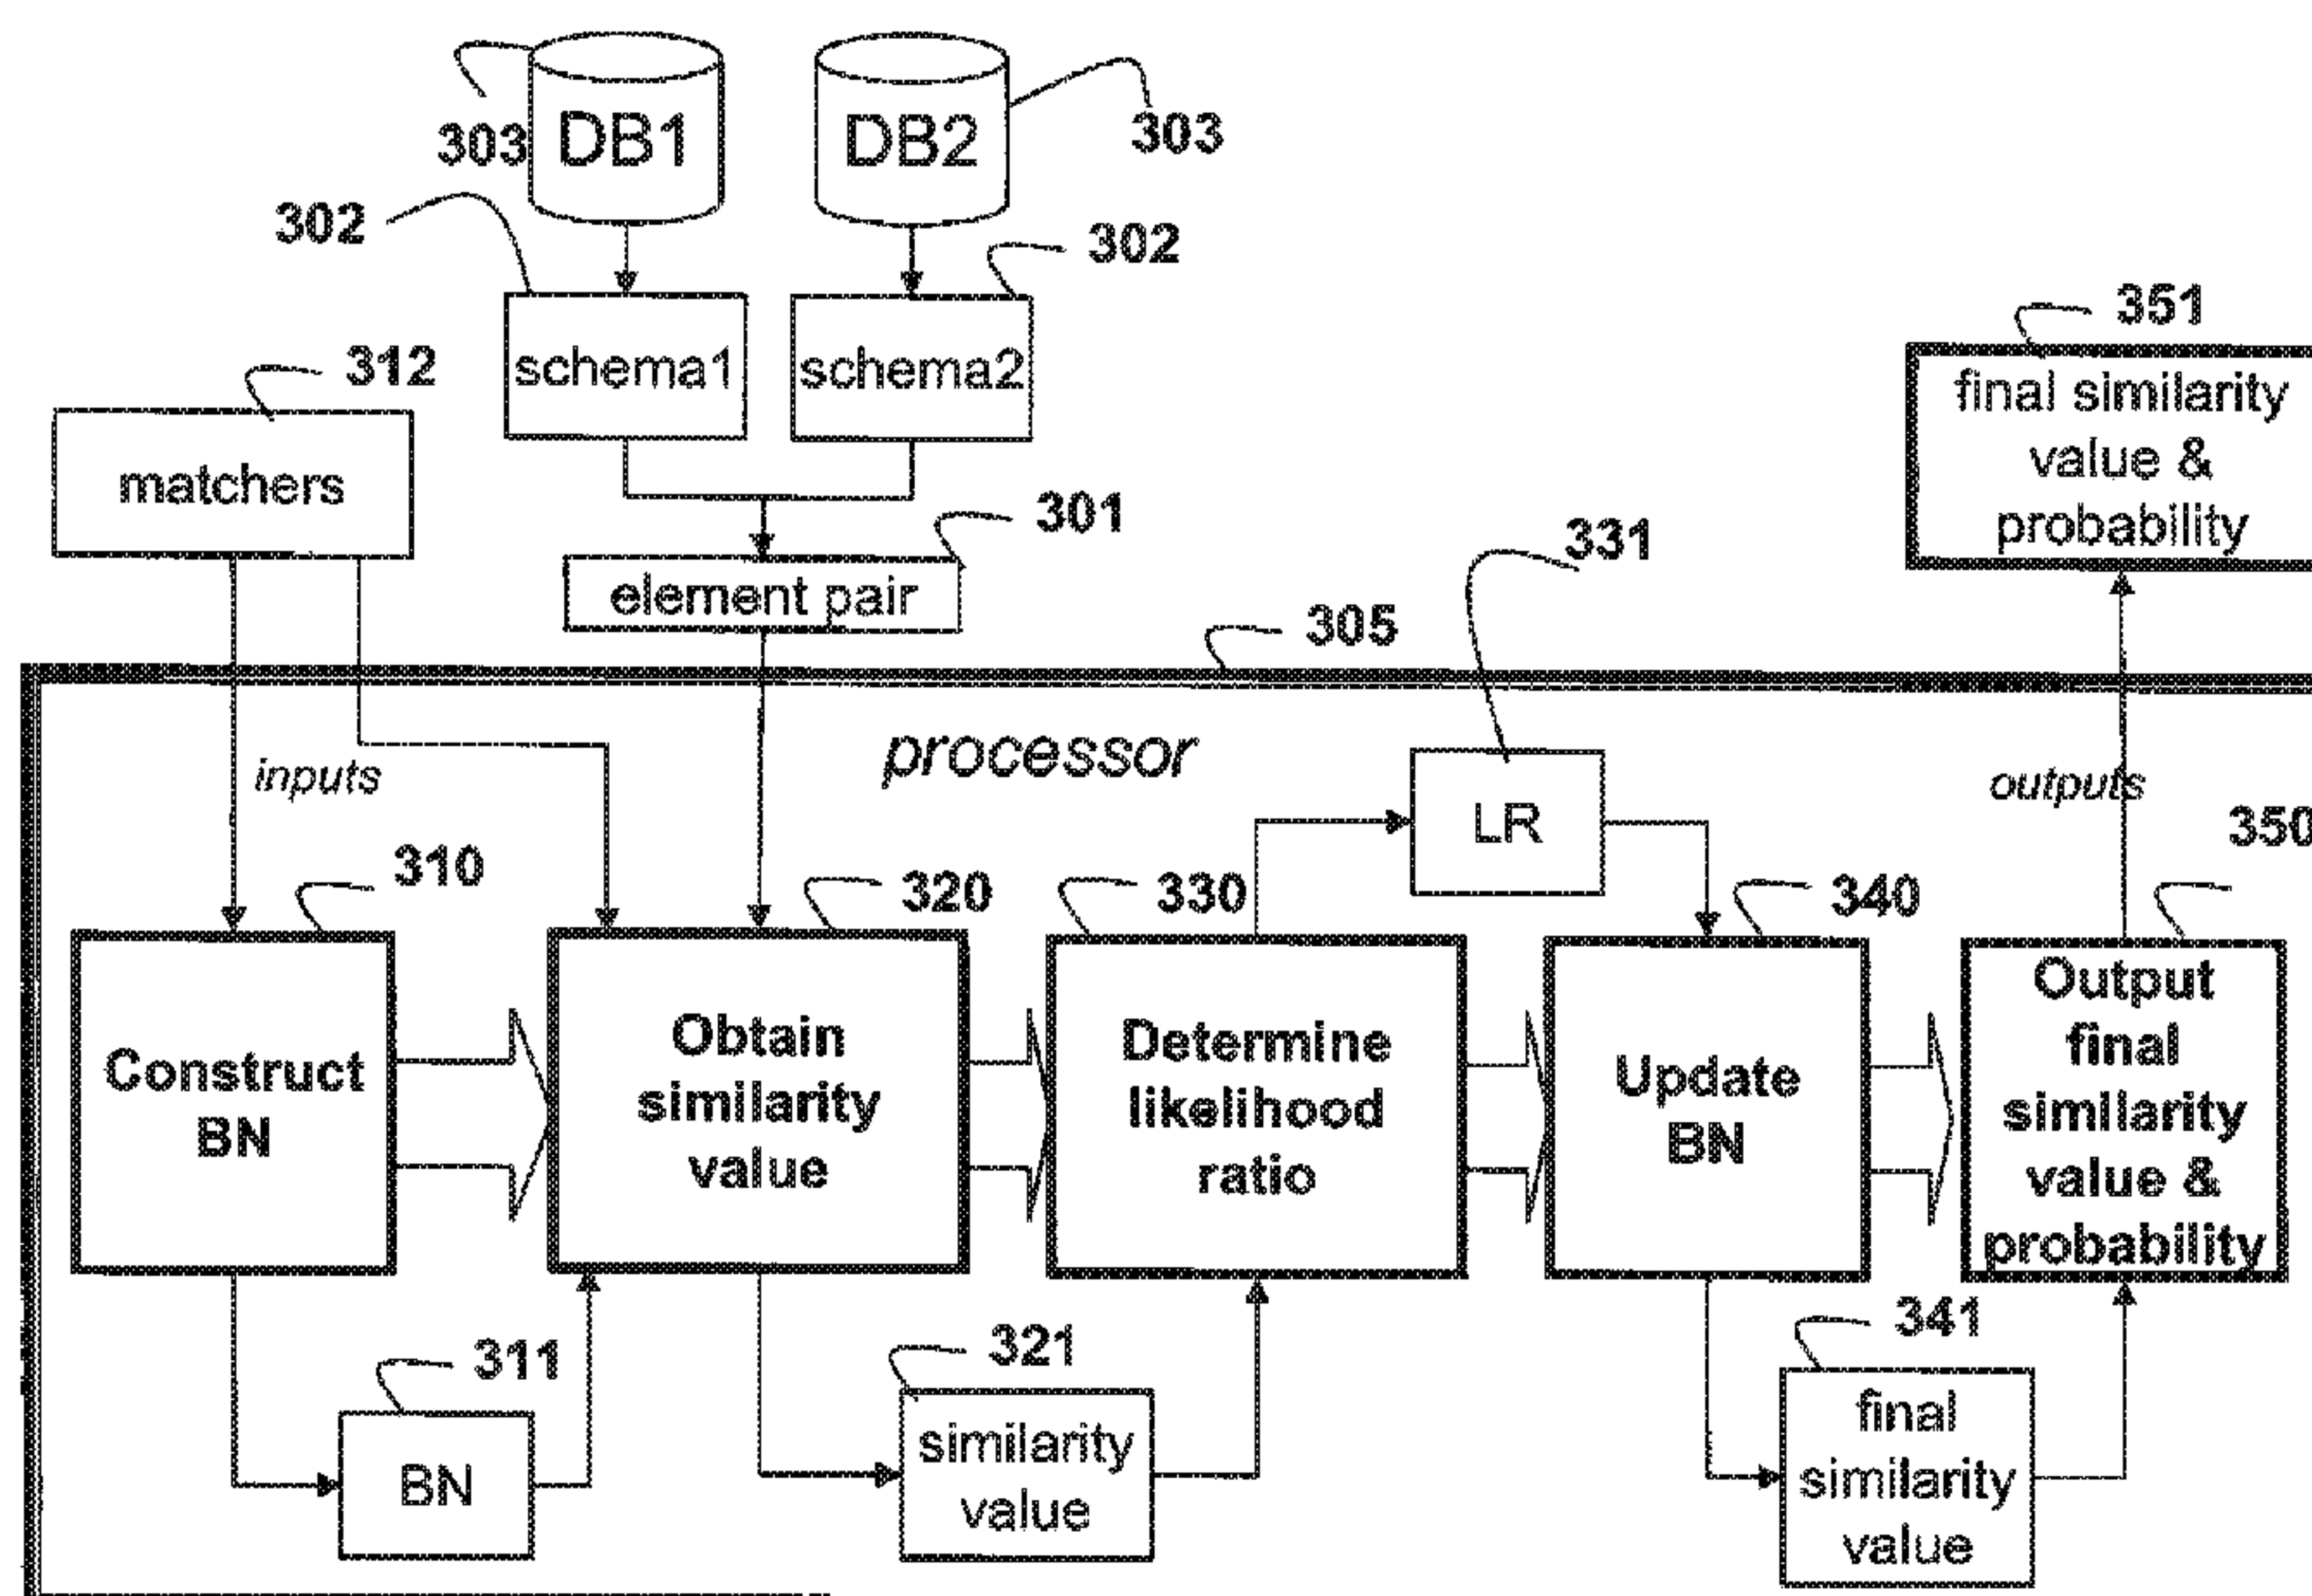 303
DB1
DB2
303
302
302
schema1
schema2
312
matchers
301
element pair
351
final similarity
value &
probability
331
305
processor
inputs
LR
outputs
350
310
320
330
340
Construct
BN
Obtain
similarity
value
Determine
likelihood
ratio
Update
BN
Output
final
similarity
value &
probability
311
BN
321
similarity
value
341
final
similarity
value